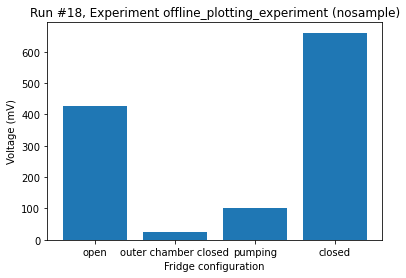 Run #18, Experiment offline_plotting_experiment (nosample)
Voltage (mV)
600
500
400
300
200
100
0
open
outer chamber closed
pumping
closed
Fridge configuration